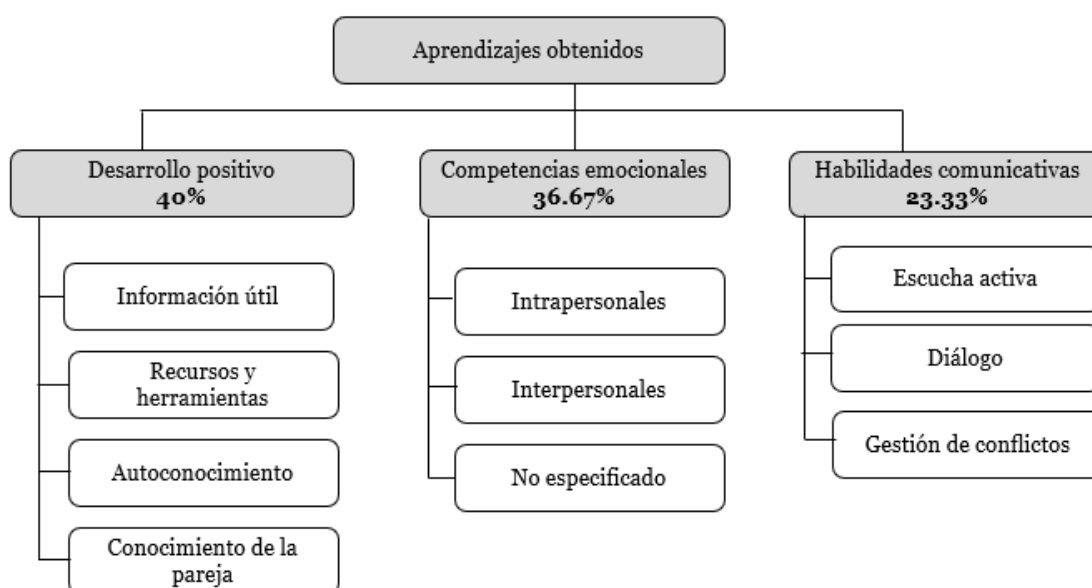 Aprendizajes obtenidos
Desarrollo positivo
40%
Información útil
Recursos y
herramientas
Autoconocimiento
Conocimiento de la
pareja
Competencias emocionales
36.67%
Intrapersonales
Interpersonales
No especificado
Habilidades comunicativas
23.33%
Escucha activa
Diálogo
Gestión de conflictos